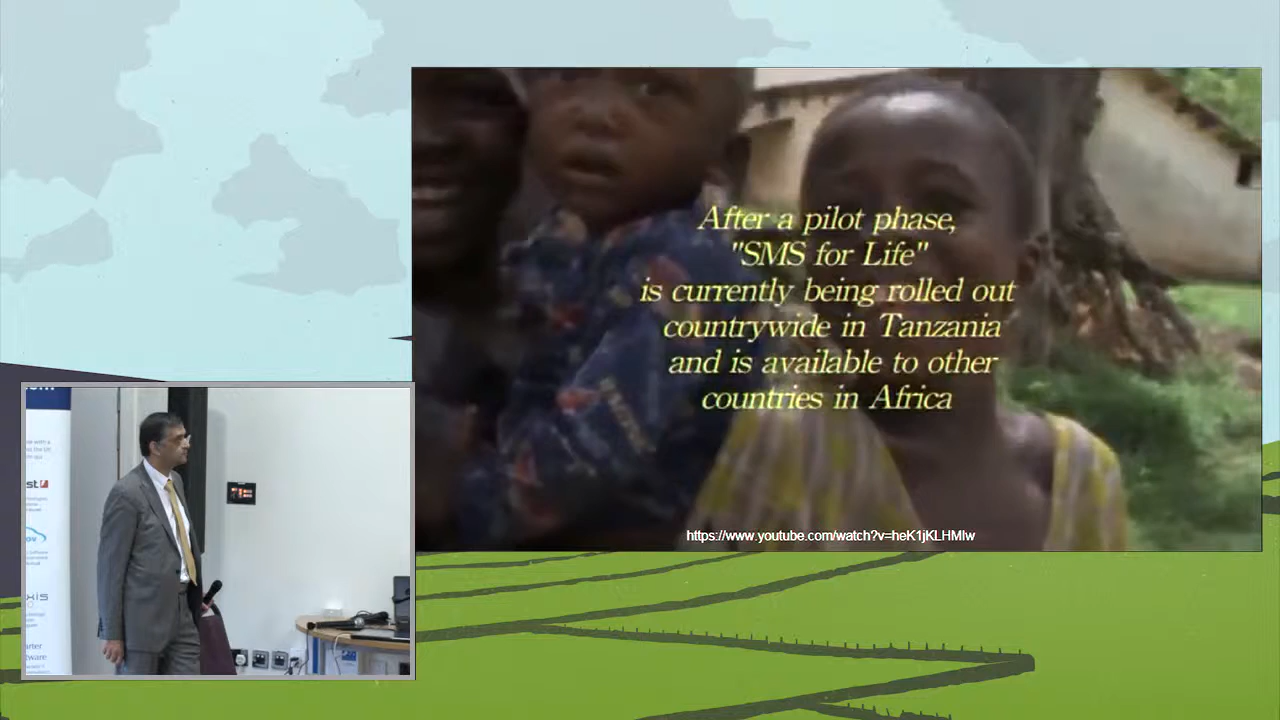 After a pilot phase,
"SMS for Life"
is currently being rolled out
countrywide in Tanzania
and is available to other
countries in Africa
https://www.youtube.com/watch?v=heK1jKLHMIw